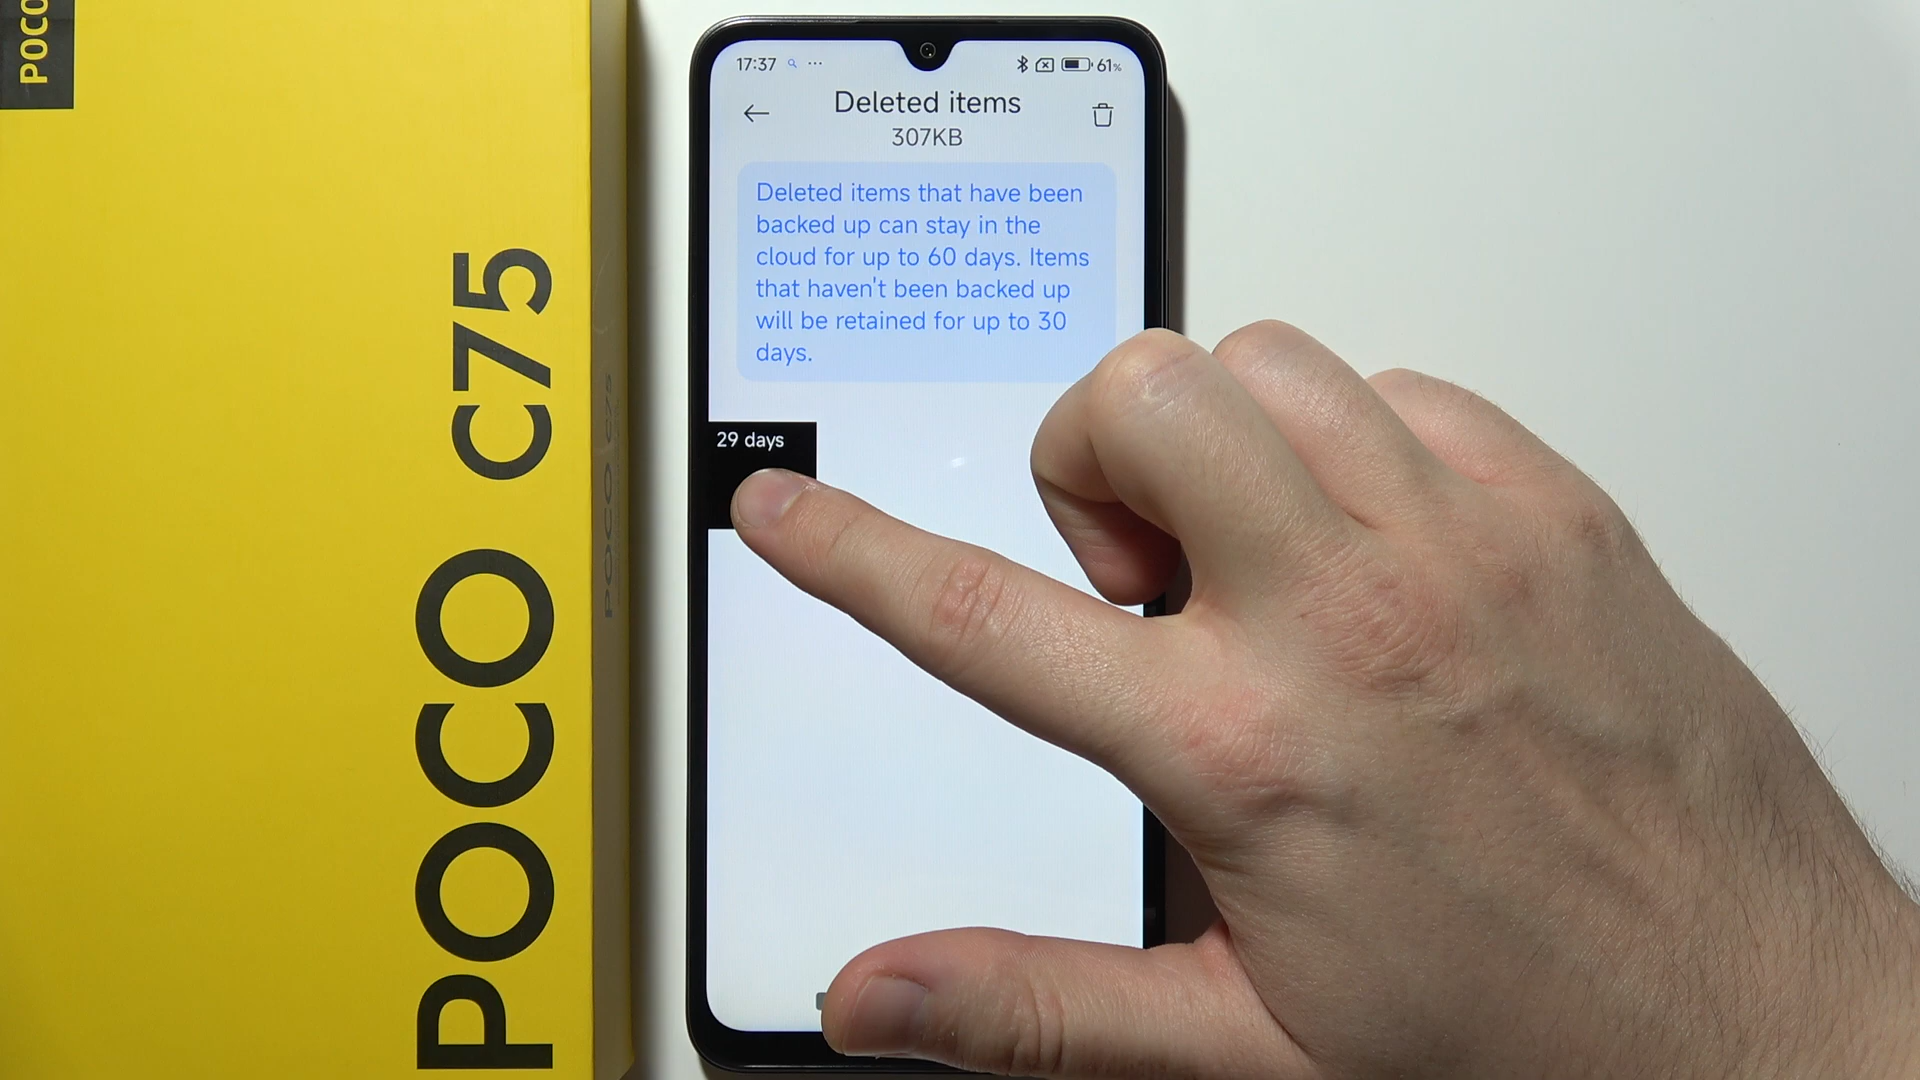 POCO
POCO C75
POCO C75
17:37
61%
Deleted items
307KB
Deleted items that have been
backed up can stay in the
cloud for up to 60 days. Items
that haven't been backed up
will be retained for up to 30
days.
29 days